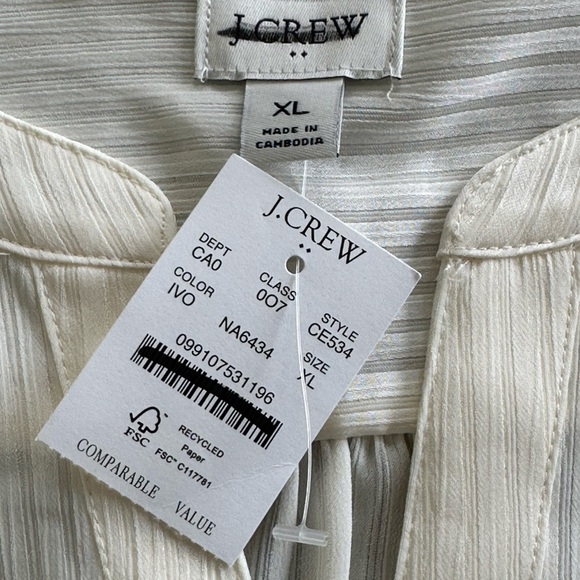 J.CREW
XL
MADE IN
CAMBODIA
J.CREW
DEPT CLASS STYLE
CA0 0O7 CE534
COLOR NA6434 SIZE
IVO XL
099107531196
FSC
RECYCLED
Paper
FSC® C117781
COMPARABLE VALUE